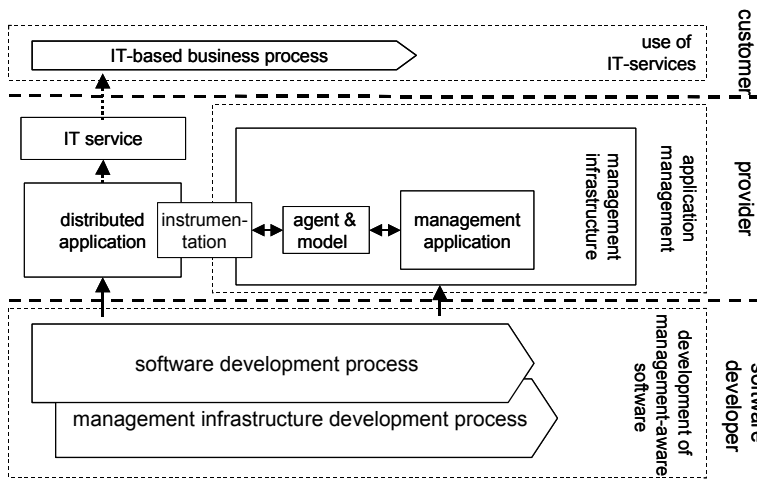 IT-based business process
use of
IT-services
customer
IT service
distributed
application
instrumen-
tation
agent &
model
management
application
management
infrastructure
application
management
provider
software development process
management infrastructure development process
development of
management-aware
software
software
developer